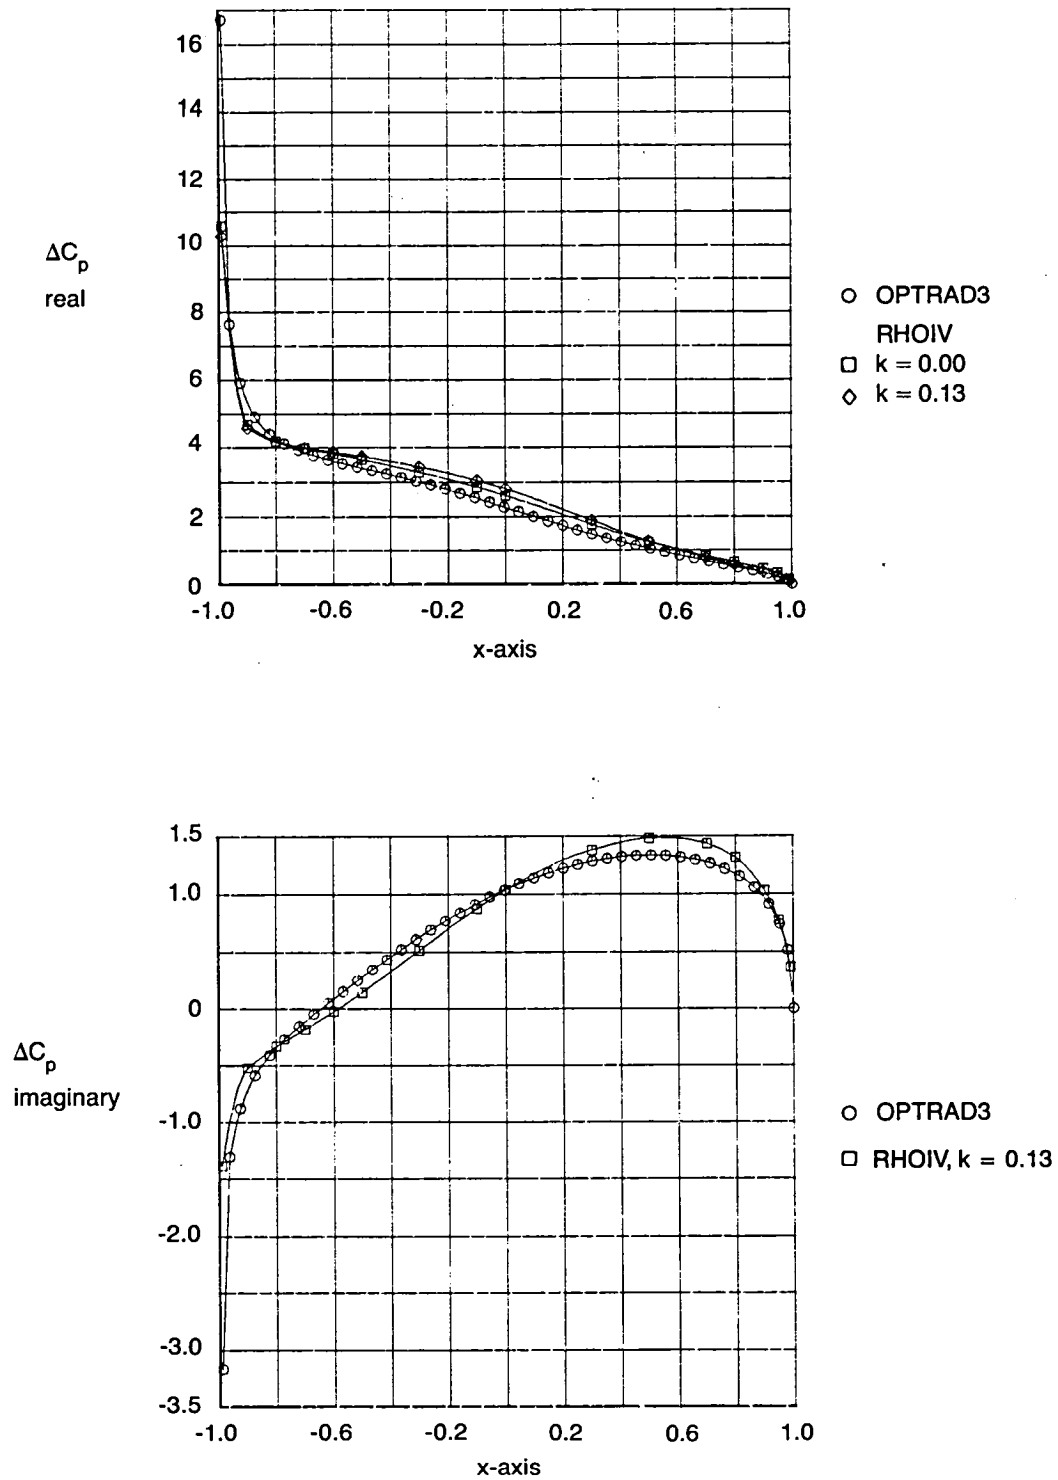 16
14
12
10
8
6
4
2
0
ΔCp
real
-1.0 -0.6 -0.2 0.2 0.6 1.0
x-axis
OPTRAD3
RHOIV
k = 0.00
k = 0.13
1.5
1.0
0
-1.0
-2.0
-3.0
-3.5
ΔCp
imaginary
-1.0 -0.6 -0.2 0.2 0.6 1.0
x-axis
OPTRAD3
RHOIV, k = 0.13